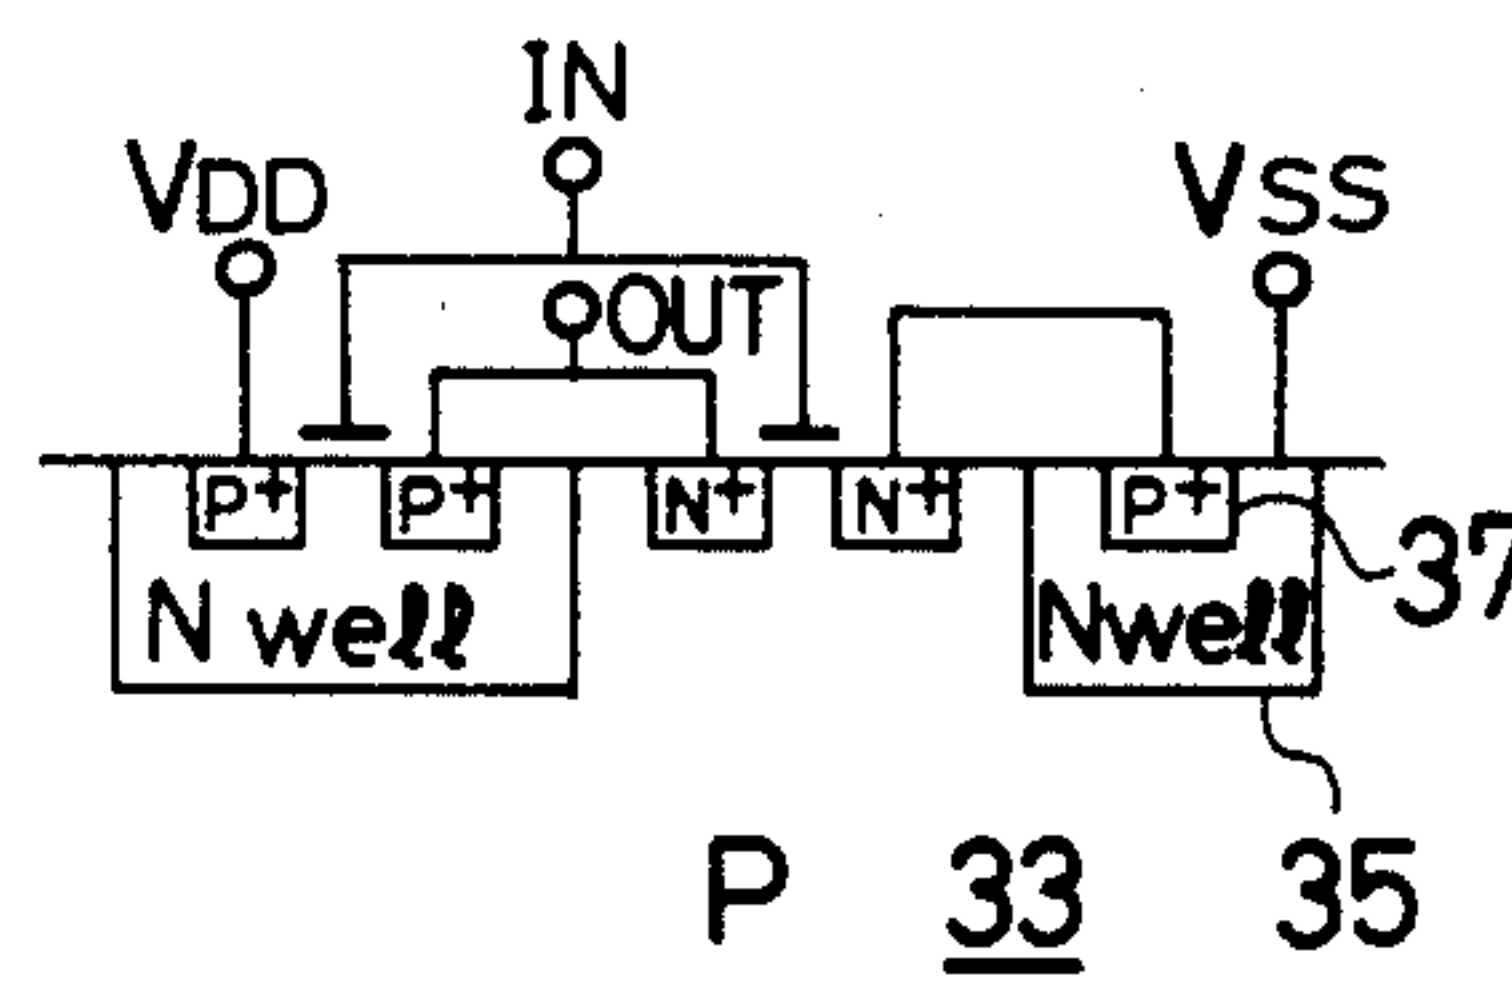 IN
VDD
VSS
OUT
P+ P+ N+ N+ P+
37
N well
Nwell
P 33 35